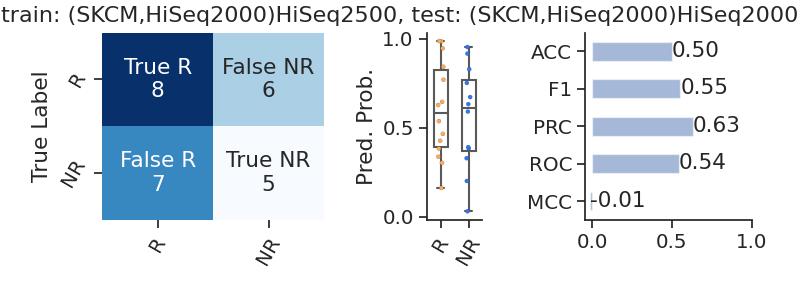 train: (SKCM,HiSeq2000)HiSeq2500, test: (SKCM,HiSeq2000)HiSeq2000
True Label
R
NR
True R
8
False NR
6
False R
7
True NR
5
R
NR
Pred. Prob.
1.0
0.5
0.0
R
NR
ACC
0.50
F1
0.55
PRC
0.63
ROC
0.54
MCC
-0.01
0.0
0.5
1.0